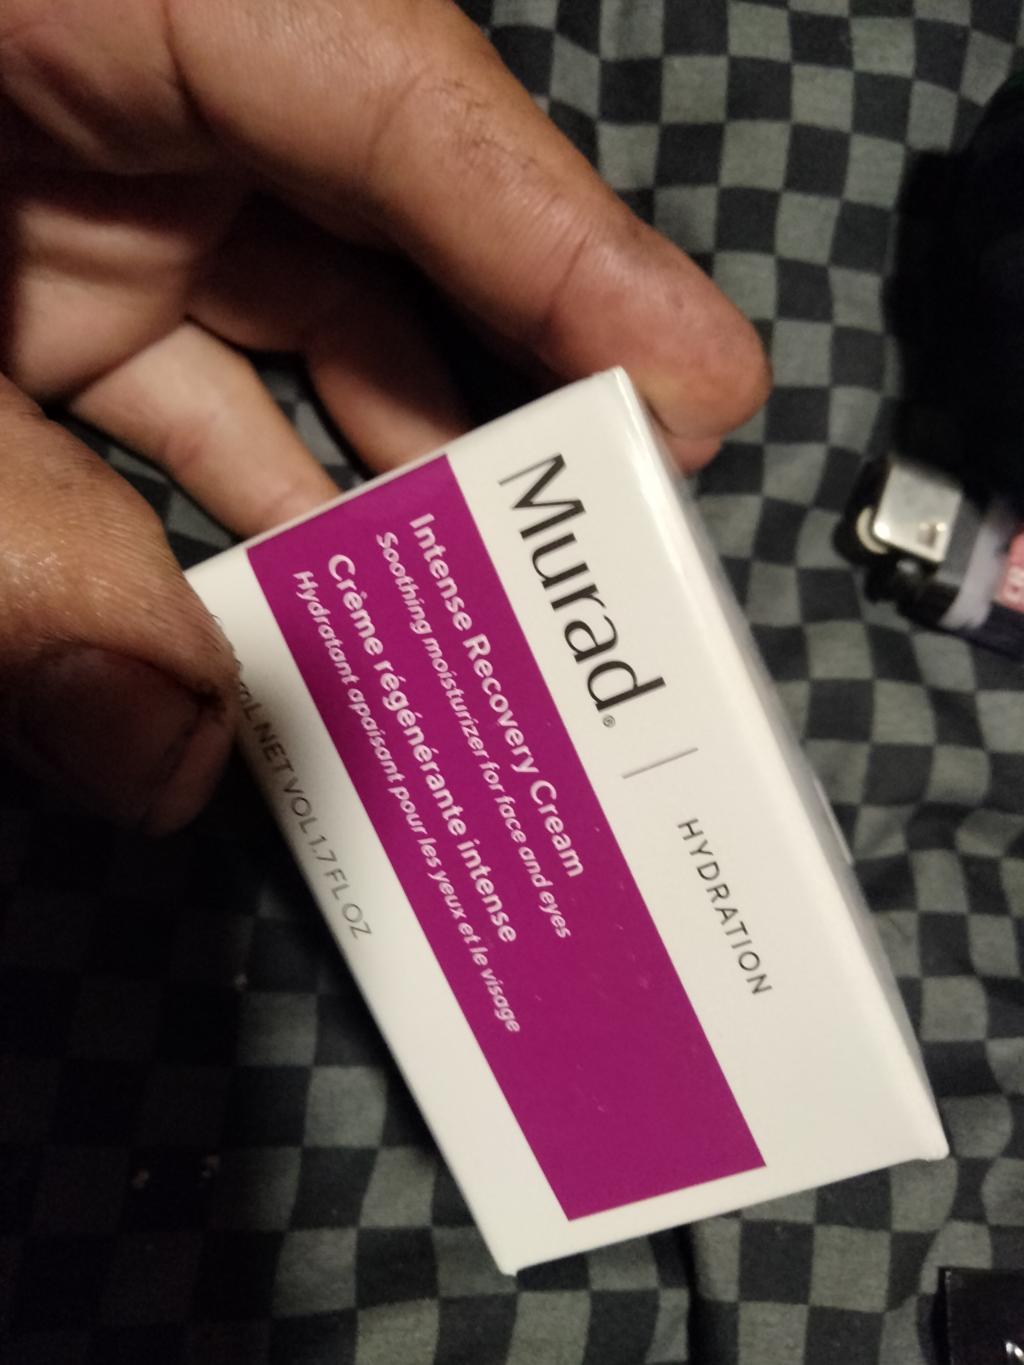 Murad® | HYDRATION
Intense Recovery Cream
Soothing moisturizer for face and eyes
Crème régénérante intense
Hydratant apaisant pour les yeux et le visage
mL NET VOL 1.7 FL OZ